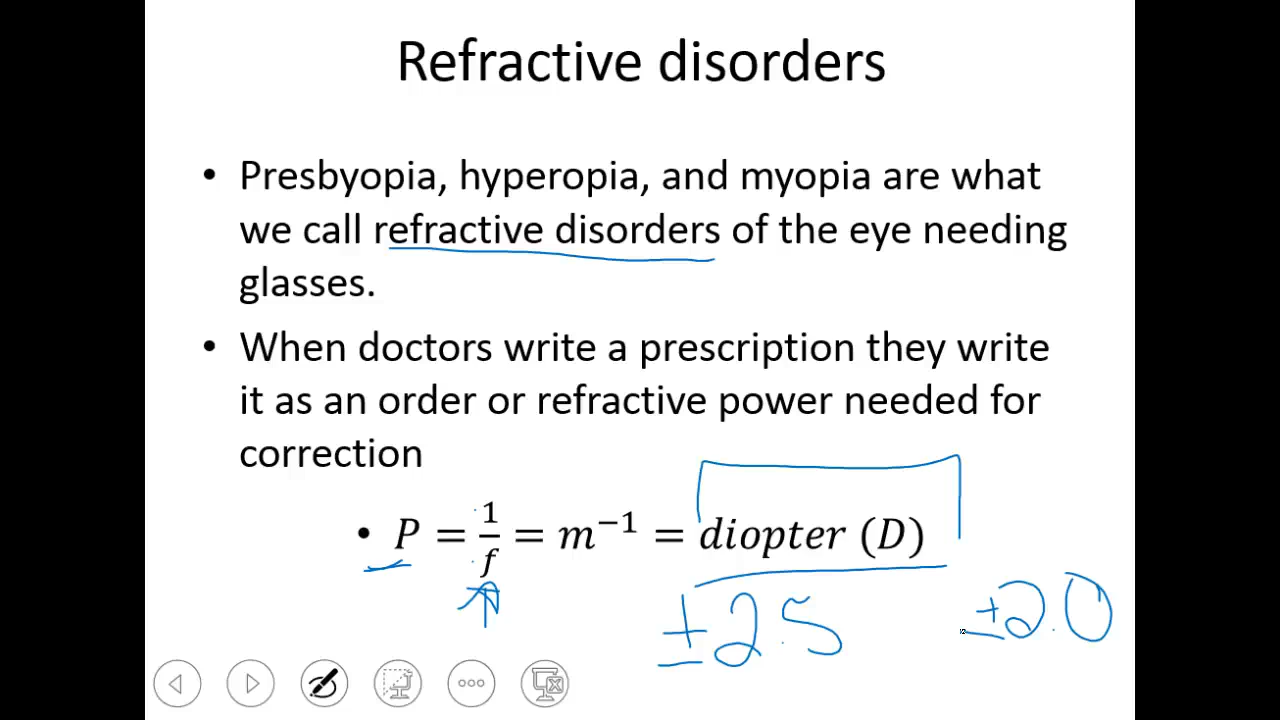 Refractive disorders
• Presbyopia, hyperopia, and myopia are what
we call refractive disorders of the eye needing
glasses.
• When doctors write a prescription they write
it as an order or refractive power needed for
correction
• P = 1/f = m⁻¹ = diopter (D)
±2.5 ±2.0